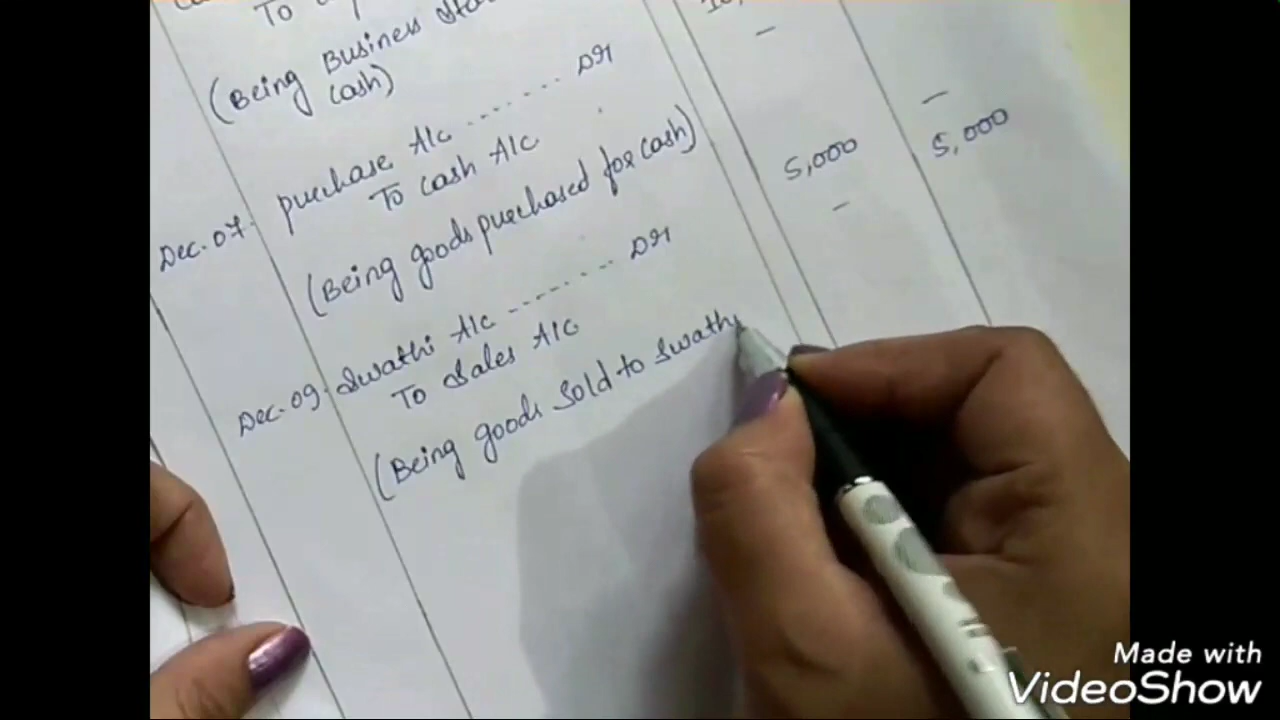 To
(Being Business
cash)
Dec. 07. purchase A/c ........ Dr
To cash A/c
5,000
5,000
(Being goods purchased for cash)
Dec. 09. Swathi A/c ........ Dr
To Sales A/c
(Being goods sold to Swathi
Made with
VideoShow